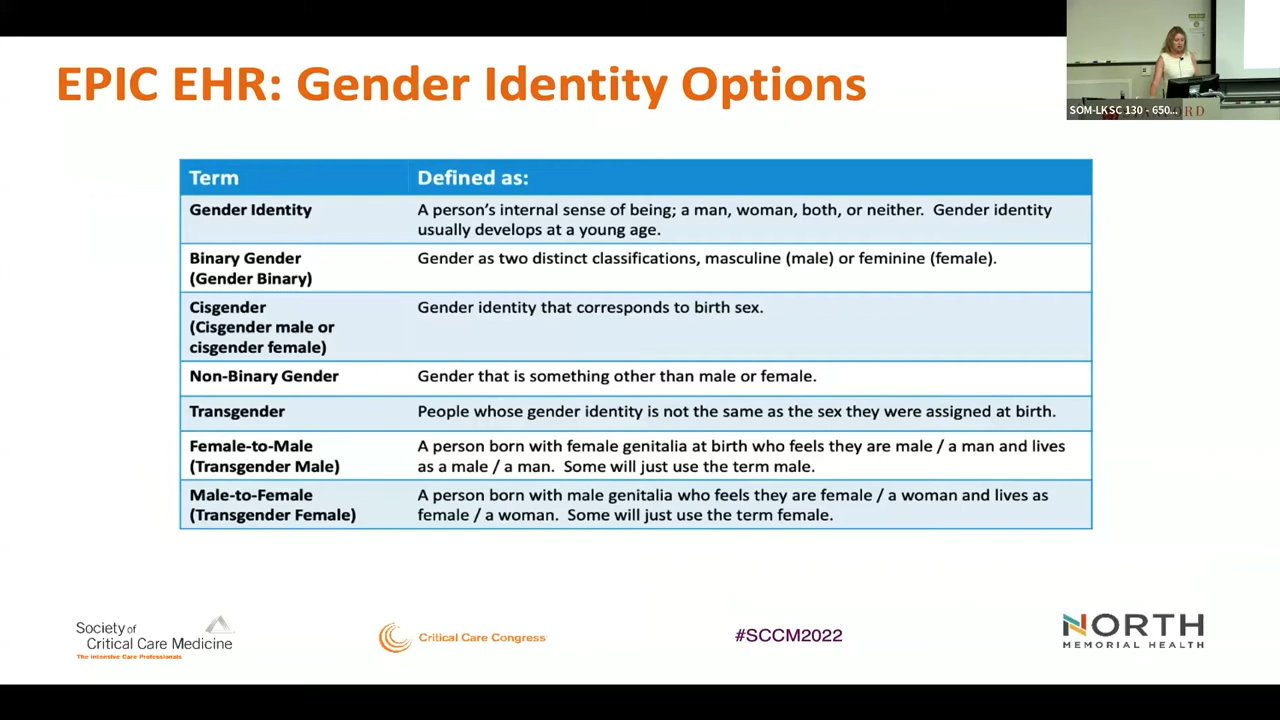 EPIC EHR: Gender Identity Options
SOM-LKSC 130 - 650...
Term
Defined as:
Gender Identity
A person's internal sense of being; a man, woman, both, or neither.  Gender identity
usually develops at a young age.
Binary Gender
(Gender Binary)
Gender as two distinct classifications, masculine (male) or feminine (female).
Cisgender
(Cisgender male or
cisgender female)
Gender identity that corresponds to birth sex.
Non-Binary Gender
Gender that is something other than male or female.
Transgender
People whose gender identity is not the same as the sex they were assigned at birth.
Female-to-Male
(Transgender Male)
A person born with female genitalia at birth who feels they are male / a man and lives
as a male / a man.  Some will just use the term male.
Male-to-Female
(Transgender Female)
A person born with male genitalia who feels they are female / a woman and lives as
female / a woman.  Some will just use the term female.
Society of
Critical Care Medicine
The Intensive Care Professionals
Critical Care Congress
#SCCM2022
NORTH
MEMORIAL HEALTH